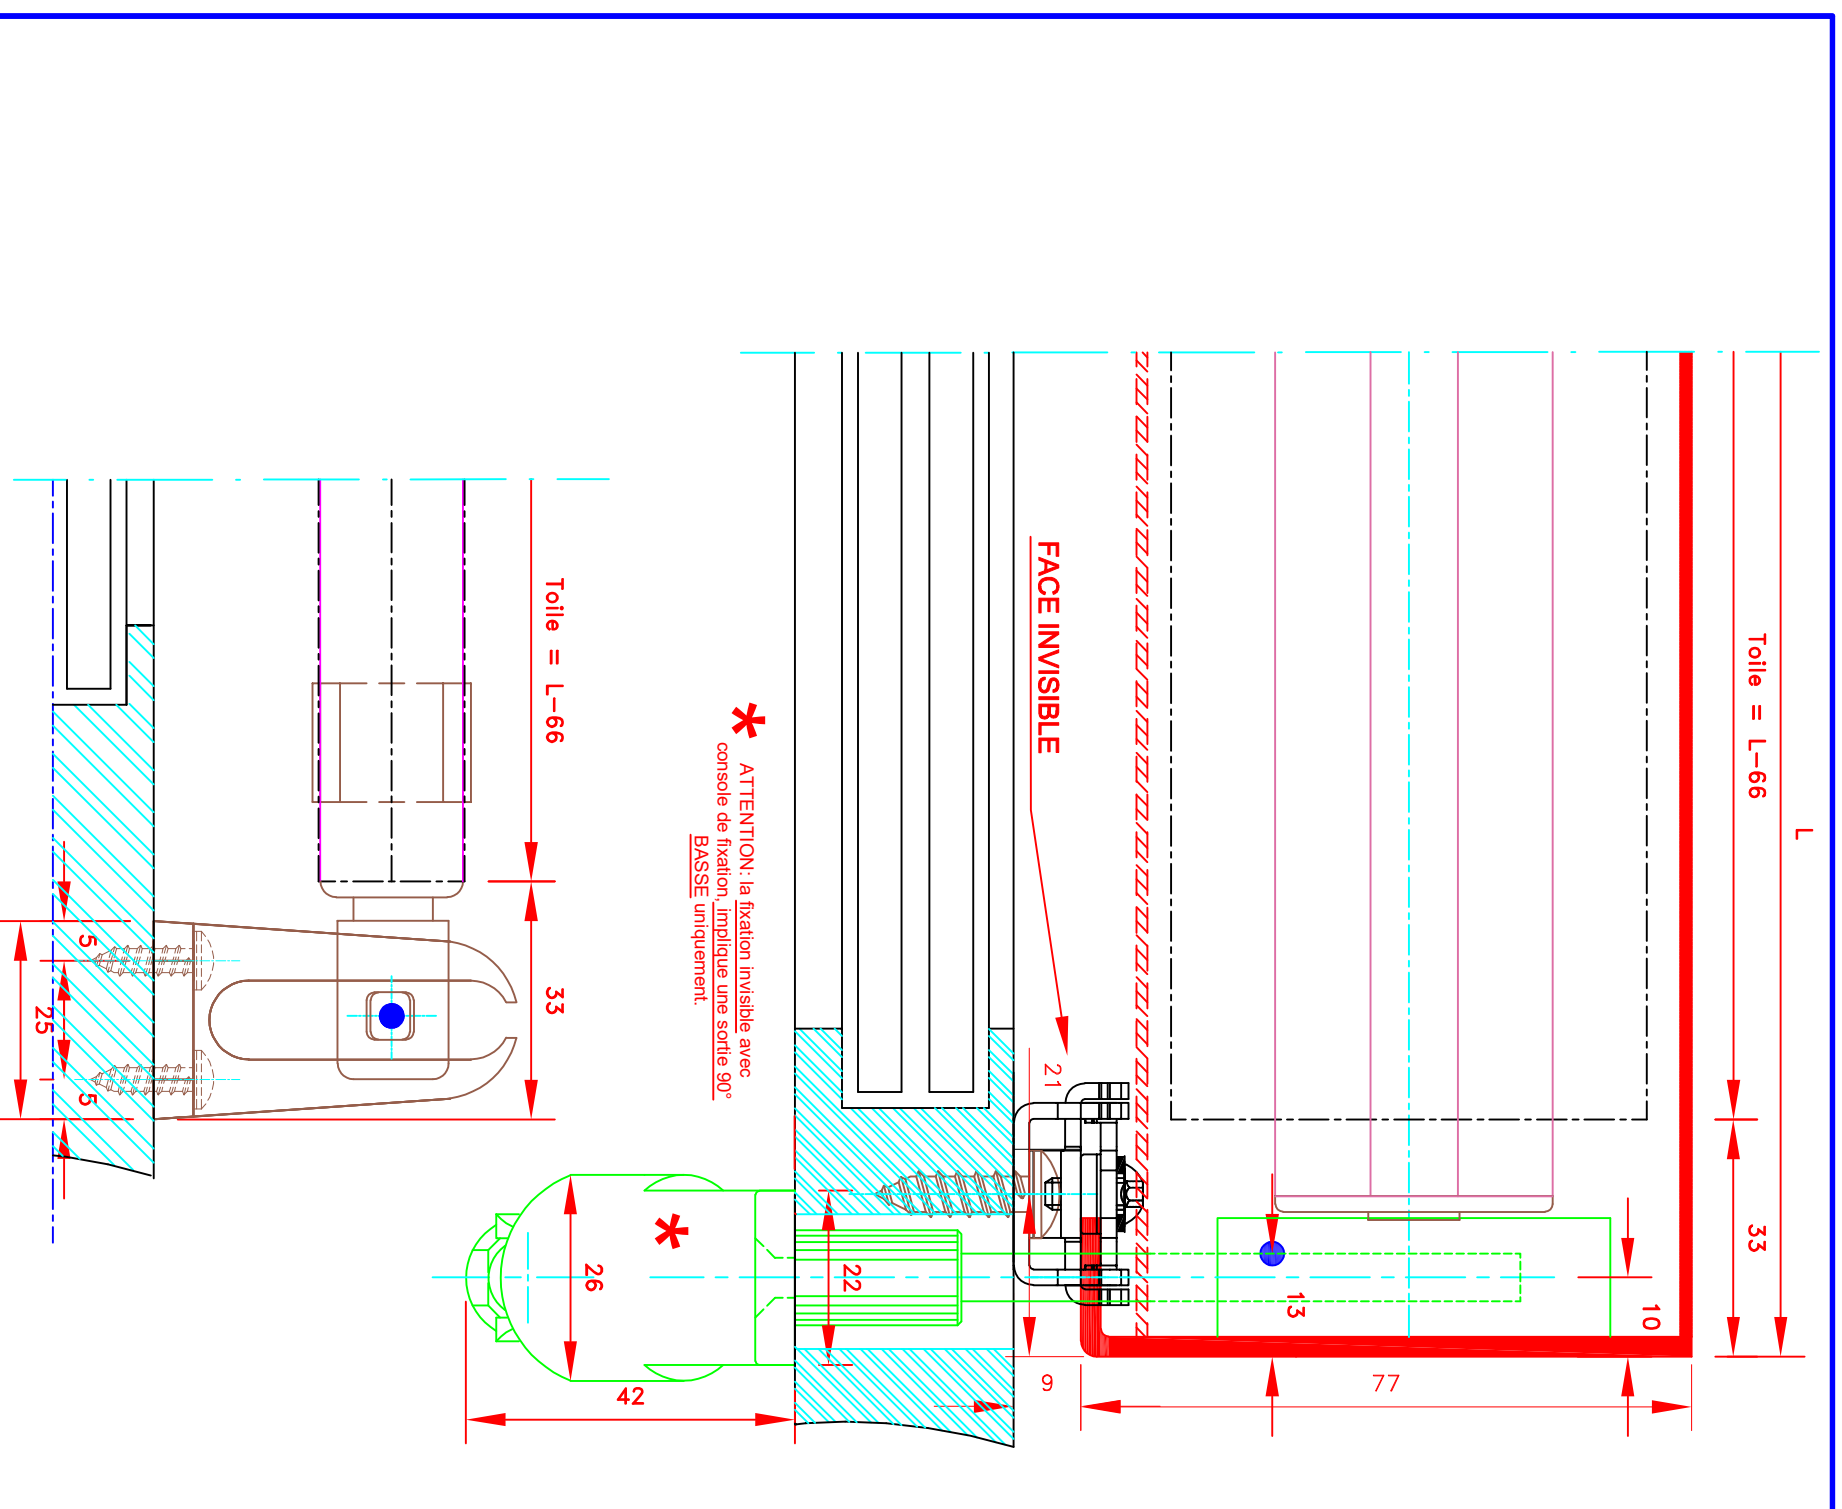 L
Toile = L-66
33
10
13
77
9
21
FACE INVISIBLE
*
ATTENTION: la fixation invisible avec
console de fixation, implique une sortie 90°
BASSE uniquement.
22
*
26
42
Toile = L-66
33
5
25
5